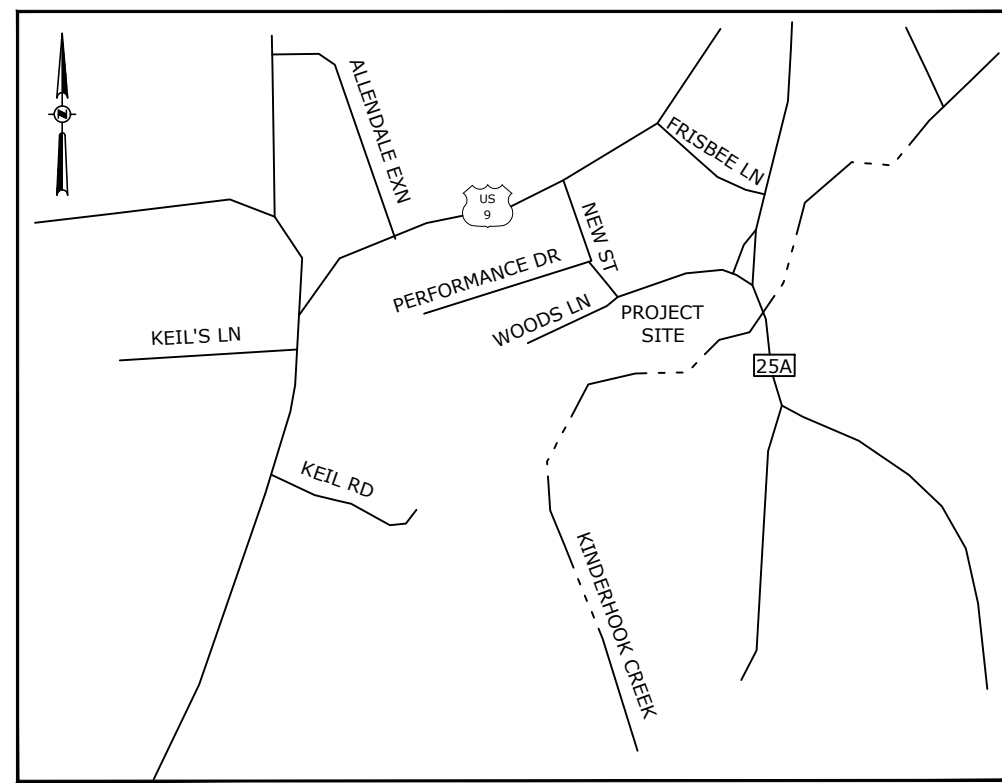 N
ALLENDALE EXN
FRISBEE LN
US
9
NEW ST
PERFORMANCE DR
WOODS LN
PROJECT
SITE
KEIL'S LN
25A
KEIL RD
KINDERHOOK CREEK